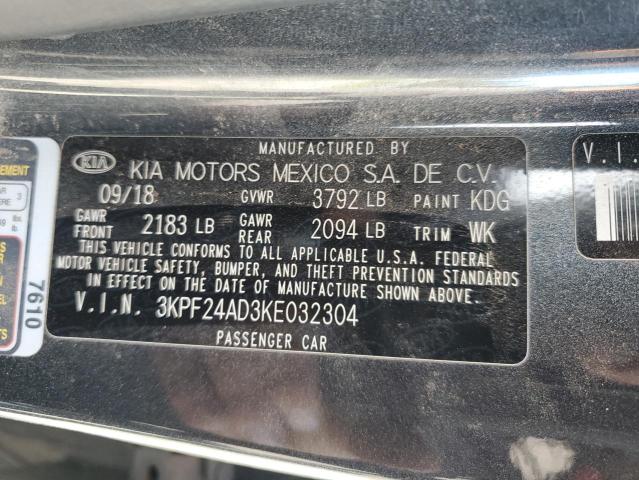 MANUFACTURED BY
KIA KIA MOTORS MEXICO S.A. DE C.V.
09/18 GVWR 3792 LB PAINT KDG
GAWR FRONT 2183 LB GAWR REAR 2094 LB TRIM WK
THIS VEHICLE CONFORMS TO ALL APPLICABLE U.S.A. FEDERAL
MOTOR VEHICLE SAFETY, BUMPER, AND THEFT PREVENTION STANDARDS
IN EFFECT ON THE DATE OF MANUFACTURE SHOWN ABOVE.
V.I.N. 3KPF24AD3KE032304
PASSENGER CAR
7610
V.I.